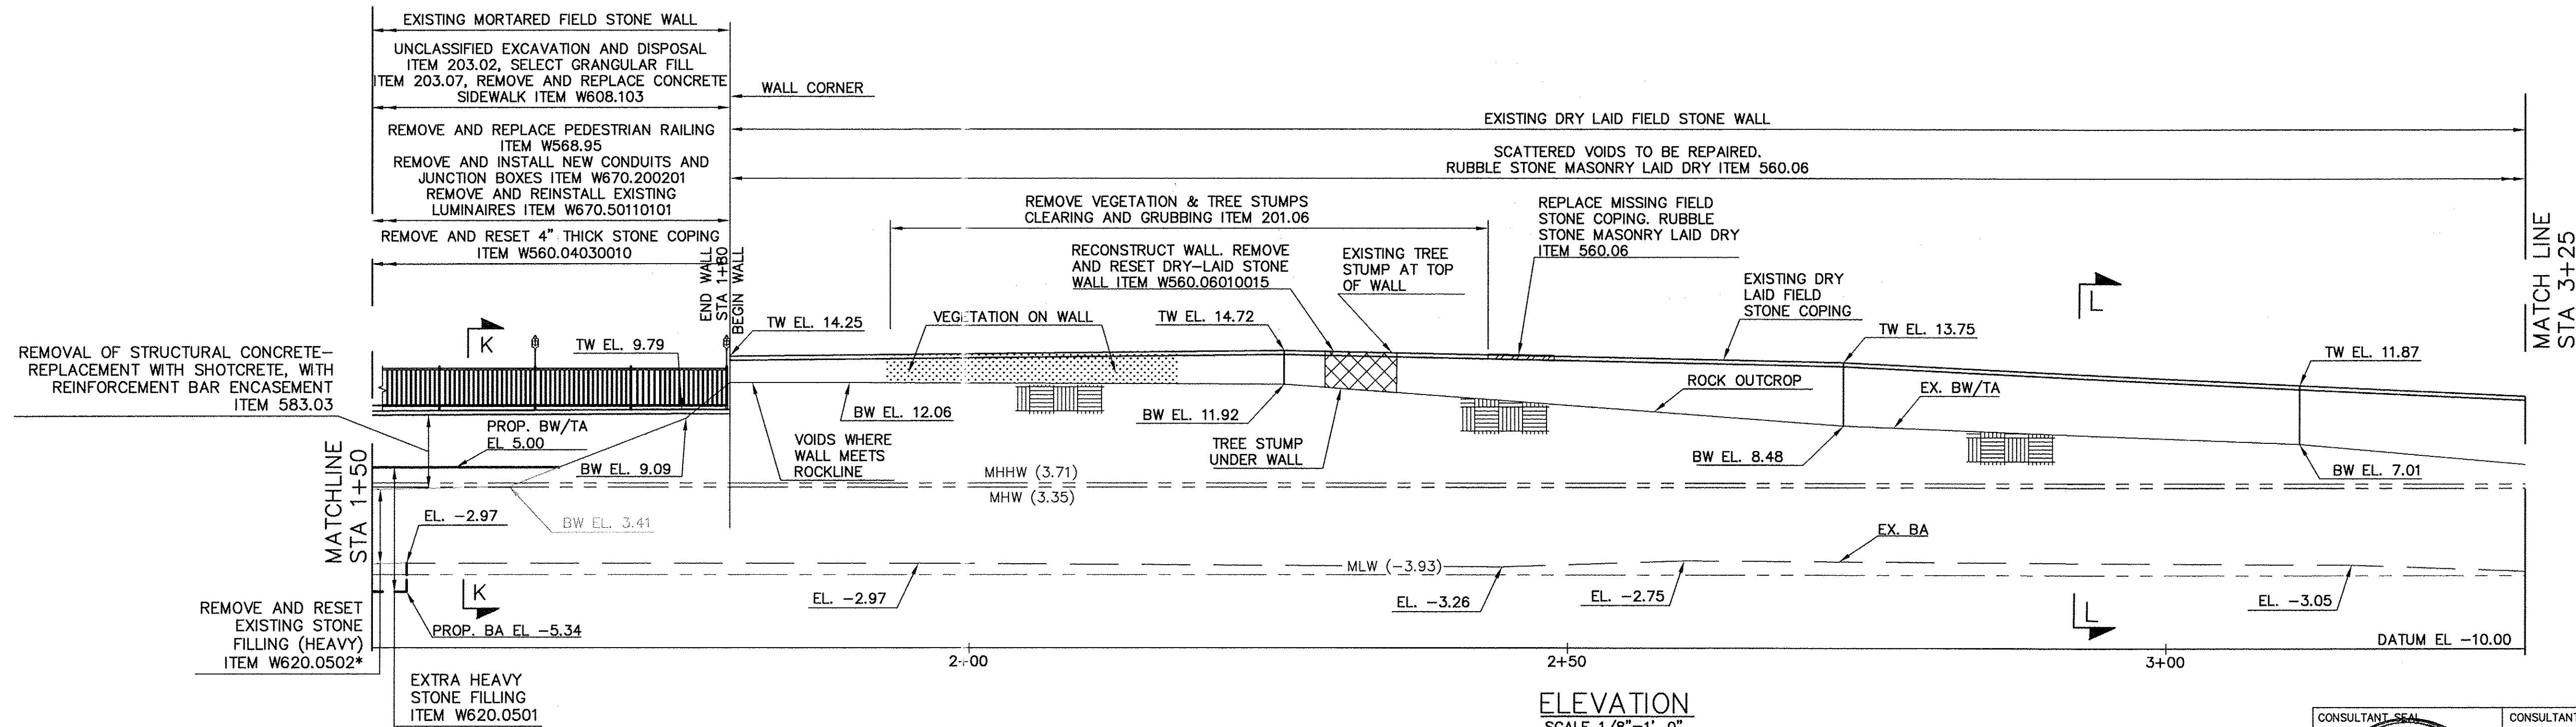 EXISTING MORTARED FIELD STONE WALL
UNCLASSIFIED EXCAVATION AND DISPOSAL
ITEM 203.02, SELECT GRANGULAR FILL
ITEM 203.07, REMOVE AND REPLACE CONCRETE
SIDEWALK ITEM W608.103
WALL CORNER
REMOVE AND REPLACE PEDESTRIAN RAILING
ITEM W568.95
REMOVE AND INSTALL NEW CONDUITS AND
JUNCTION BOXES ITEM W670.200201
REMOVE AND REINSTALL EXISTING
LUMINAIRES ITEM W670.50110101
REMOVE AND RESET 4" THICK STONE COPING
ITEM W560.04030010
EXISTING DRY LAID FIELD STONE WALL
SCATTERED VOIDS TO BE REPAIRED.
RUBBLE STONE MASONRY LAID DRY ITEM 560.06
REMOVE VEGETATION & TREE STUMPS
CLEARING AND GRUBBING ITEM 201.06
REPLACE MISSING FIELD
STONE COPING. RUBBLE
STONE MASONRY LAID DRY
ITEM 560.06
RECONSTRUCT WALL. REMOVE
AND RESET DRY-LAID STONE
WALL ITEM W560.06010015
EXISTING TREE
STUMP AT TOP
OF WALL
EXISTING DRY
LAID FIELD
STONE COPING
END WALL
STA 1+80
BEGIN WALL
L
MATCH LINE
STA 3+25
K
TW EL. 9.79
TW EL. 14.25
VEGETATION ON WALL
TW EL. 14.72
TW EL. 13.75
TW EL. 11.87
REMOVAL OF STRUCTURAL CONCRETE-
REPLACEMENT WITH SHOTCRETE, WITH
REINFORCEMENT BAR ENCASEMENT
ITEM 583.03
ROCK OUTCROP
EX. BW/TA
PROP. BW/TA
EL 5.00
BW EL. 9.09
BW EL. 12.06
VOIDS WHERE
WALL MEETS
ROCKLINE
BW EL. 11.92
TREE STUMP
UNDER WALL
BW EL. 8.48
BW EL. 7.01
MHHW (3.71)
MHW (3.35)
MATCHLINE
STA 1+50
EL. -2.97
BW EL. 3.41
EX. BA
MLW (-3.93)
K
EL. -2.97
EL. -3.26
EL. -2.75
EL. -3.05
L
PROP. BA EL -5.34
REMOVE AND RESET
EXISTING STONE
FILLING (HEAVY)
ITEM W620.0502*
EXTRA HEAVY
STONE FILLING
ITEM W620.0501
DATUM EL -10.00
2+00
2+50
3+00
ELEVATION
SCALE 1/8"=1'-0"
CONSULTANT SEAL
CONSULTANT